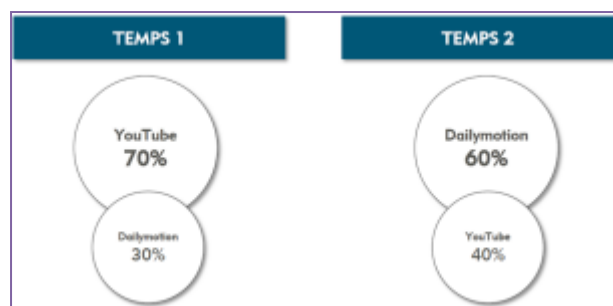 TEMPS 1
YouTube
70%
Dailymotion
30%
TEMPS 2
Dailymotion
60%
YouTube
40%